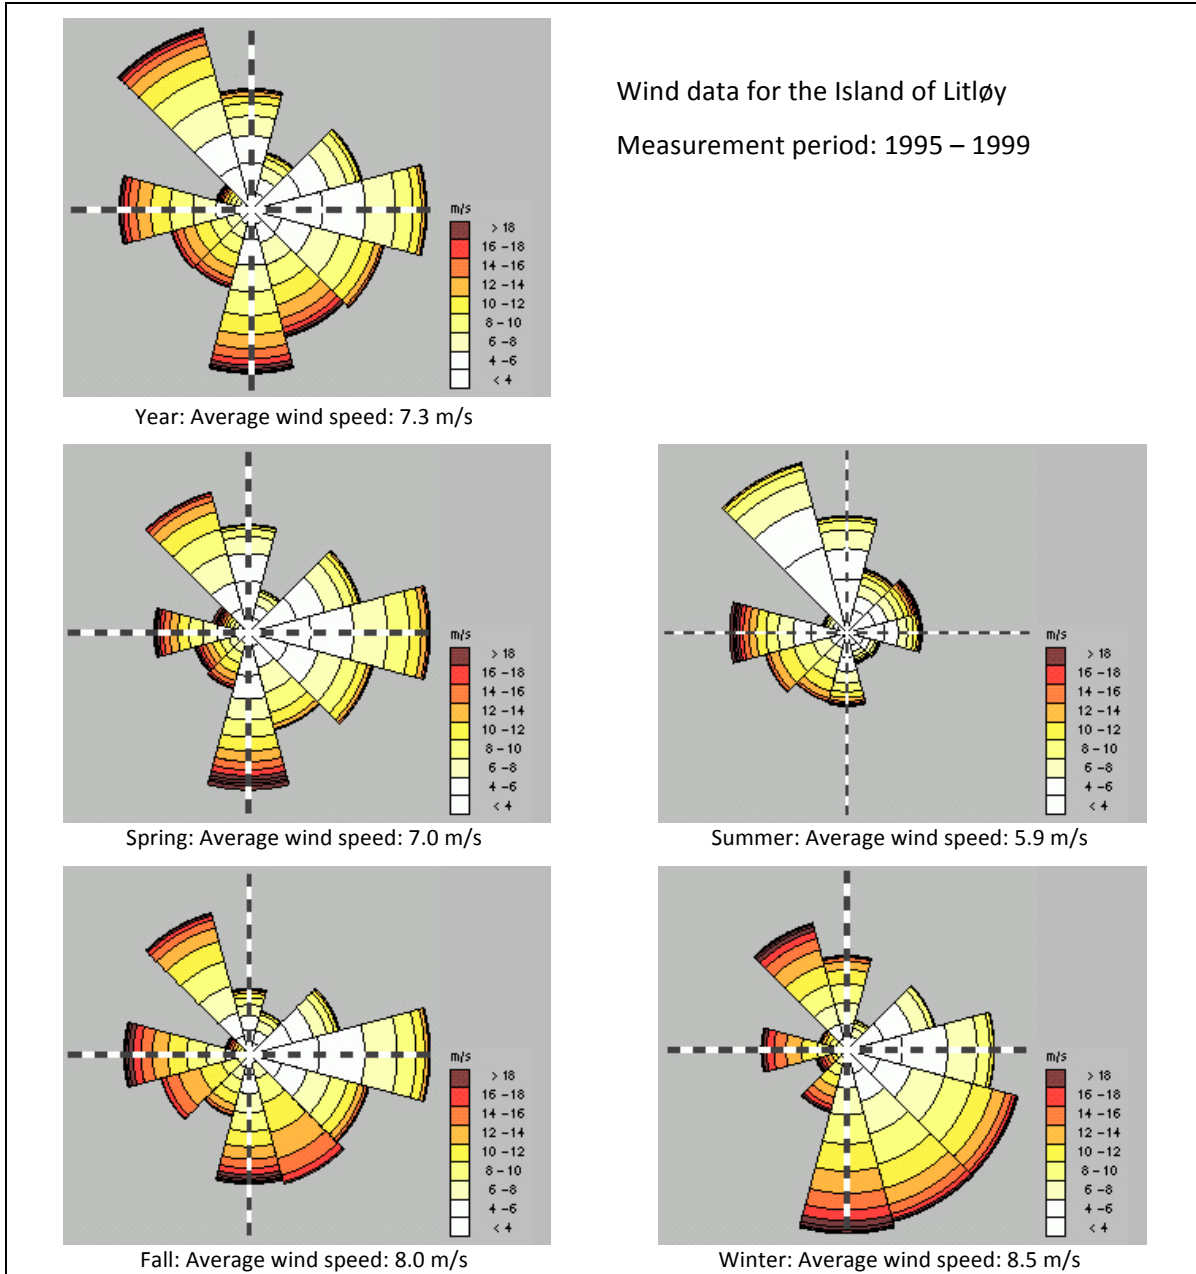 Wind data for the Island of Litløy
Measurement period: 1995 – 1999
m/s
> 18
16 – 18
14 – 16
12 – 14
10 – 12
8 – 10
6 – 8
4 – 6
< 4
Year: Average wind speed: 7.3 m/s
m/s
> 18
16 – 18
14 – 16
12 – 14
10 – 12
8 – 10
6 – 8
4 – 6
< 4
Spring: Average wind speed: 7.0 m/s
m/s
> 18
16 – 18
14 – 16
12 – 14
10 – 12
8 – 10
6 – 8
4 – 6
< 4
Summer: Average wind speed: 5.9 m/s
m/s
> 18
16 – 18
14 – 16
12 – 14
10 – 12
8 – 10
6 – 8
4 – 6
< 4
Fall: Average wind speed: 8.0 m/s
m/s
> 18
16 – 18
14 – 16
12 – 14
10 – 12
8 – 10
6 – 8
4 – 6
< 4
Winter: Average wind speed: 8.5 m/s